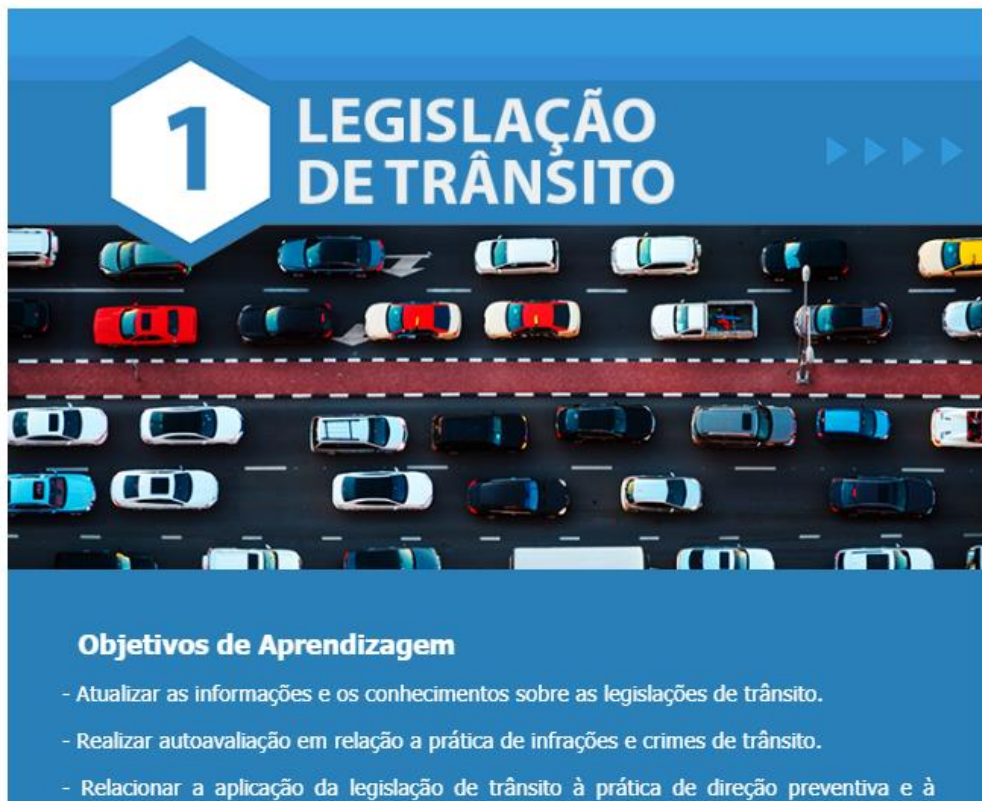 1
LEGISLAÇÃO
DE TRÂNSITO
Objetivos de Aprendizagem
- Atualizar as informações e os conhecimentos sobre as legislações de trânsito.
- Realizar autoavaliação em relação a prática de infrações e crimes de trânsito.
- Relacionar a aplicação da legislação de trânsito à prática de direção preventiva e à